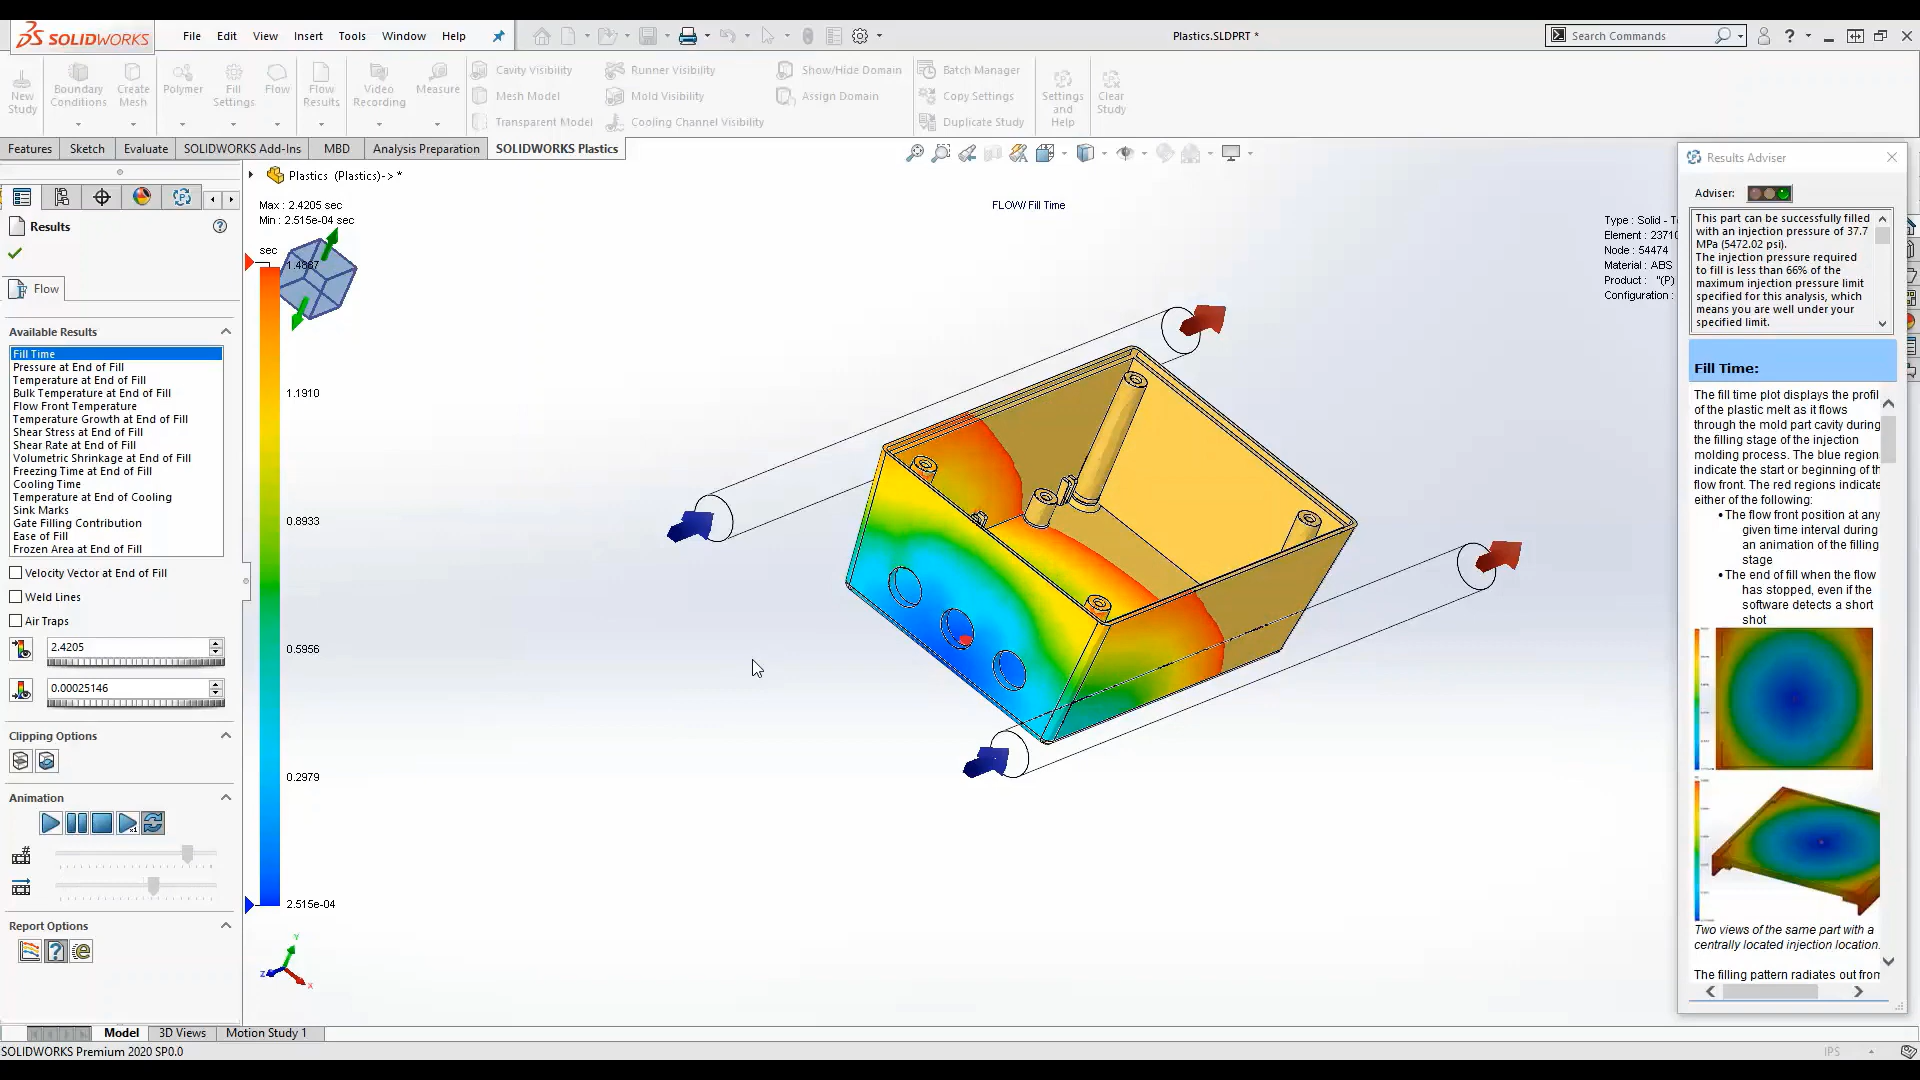 SOLIDWORKS
File Edit View Insert Tools Window Help
Plastics.SLDPRT *
Search Commands
New Study
Boundary Conditions
Create Mesh
Polymer
Fill Settings
Flow
Flow Results
Video Recording
Measure
Cavity Visibility
Mesh Model
Transparent Model
Runner Visibility
Mold Visibility
Cooling Channel Visibility
Show/Hide Domain
Assign Domain
Batch Manager
Copy Settings
Duplicate Study
Settings and Help
Clear Study
Features Sketch Evaluate SOLIDWORKS Add-Ins MBD Analysis Preparation SOLIDWORKS Plastics
Results
Flow
Available Results
Fill Time
Pressure at End of Fill
Temperature at End of Fill
Bulk Temperature at End of Fill
Flow Front Temperature
Temperature Growth at End of Fill
Shear Stress at End of Fill
Shear Rate at End of Fill
Volumetric Shrinkage at End of Fill
Freezing Time at End of Fill
Cooling Time
Temperature at End of Cooling
Sink Marks
Gate Filling Contribution
Ease of Fill
Frozen Area at End of Fill
Velocity Vector at End of Fill
Weld Lines
Air Traps
2.4205
0.00025146
Clipping Options
Animation
Report Options
Plastics (Plastics)-> *
Max : 2.4205 sec
Min : 2.515e-04 sec
sec
1.4887
1.1910
0.8933
0.5956
0.2979
2.515e-04
FLOW/ Fill Time
Type : Solid - T
Element : 23710
Node : 54474
Material : ABS
Product : "(P)
Configuration :
Y
Z
X
Results Adviser
Adviser:
This part can be successfully filled
with an injection pressure of 37.7
MPa (5472.02 psi).
The injection pressure required
to fill is less than 66% of the
maximum injection pressure limit
specified for this analysis, which
means you are well under your
specified limit.
Fill Time:
The fill time plot displays the profil
of the plastic melt as it flows
through the mold part cavity during
the filling stage of the injection
molding process. The blue region
indicate the start or beginning of th
flow front. The red regions indicate
either of the following:
• The flow front position at any
given time interval during
an animation of the filling
stage
• The end of fill when the flow
has stopped, even if the
software detects a short
shot
Two views of the same part with a
centrally located injection location.
The filling pattern radiates out from
Model 3D Views Motion Study 1
SOLIDWORKS Premium 2020 SP0.0
IPS